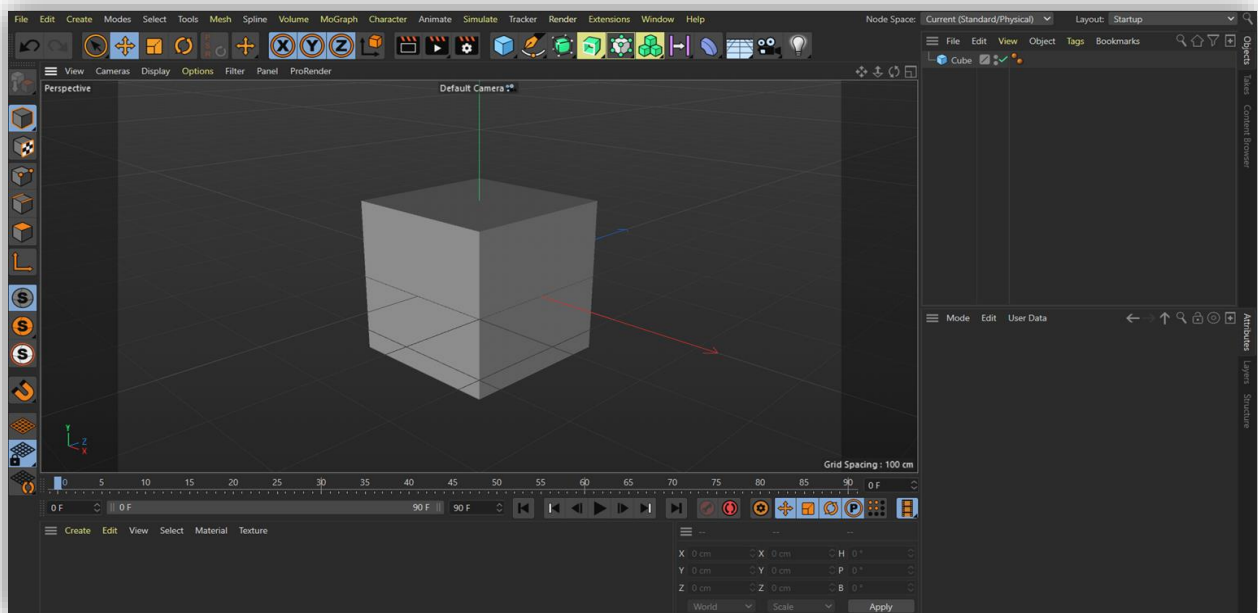 File Edit Create Modes Select Tools Mesh Spline Volume MoGraph Character Animate Simulate Tracker Render Extensions Window Help
Node Space: Current (Standard/Physical) Layout: Startup
X Y Z
File Edit View Object Tags Bookmarks
Cube
Objects
Takes
Content Browser
View Cameras Display Options Filter Panel ProRender
Perspective
Default Camera
S
S
S
Y
Z
X
Grid Spacing : 100 cm
Mode Edit User Data
Attributes
Layers
Structure
0 5 10 15 20 25 30 35 40 45 50 55 60 65 70 75 80 85 90 0 F
0 F 0 F 90 F 90 F P
Create Edit View Select Material Texture
-- -- --
X 0 cm X 0 cm H 0 °
Y 0 cm Y 0 cm P 0 °
Z 0 cm Z 0 cm B 0 °
World Scale Apply